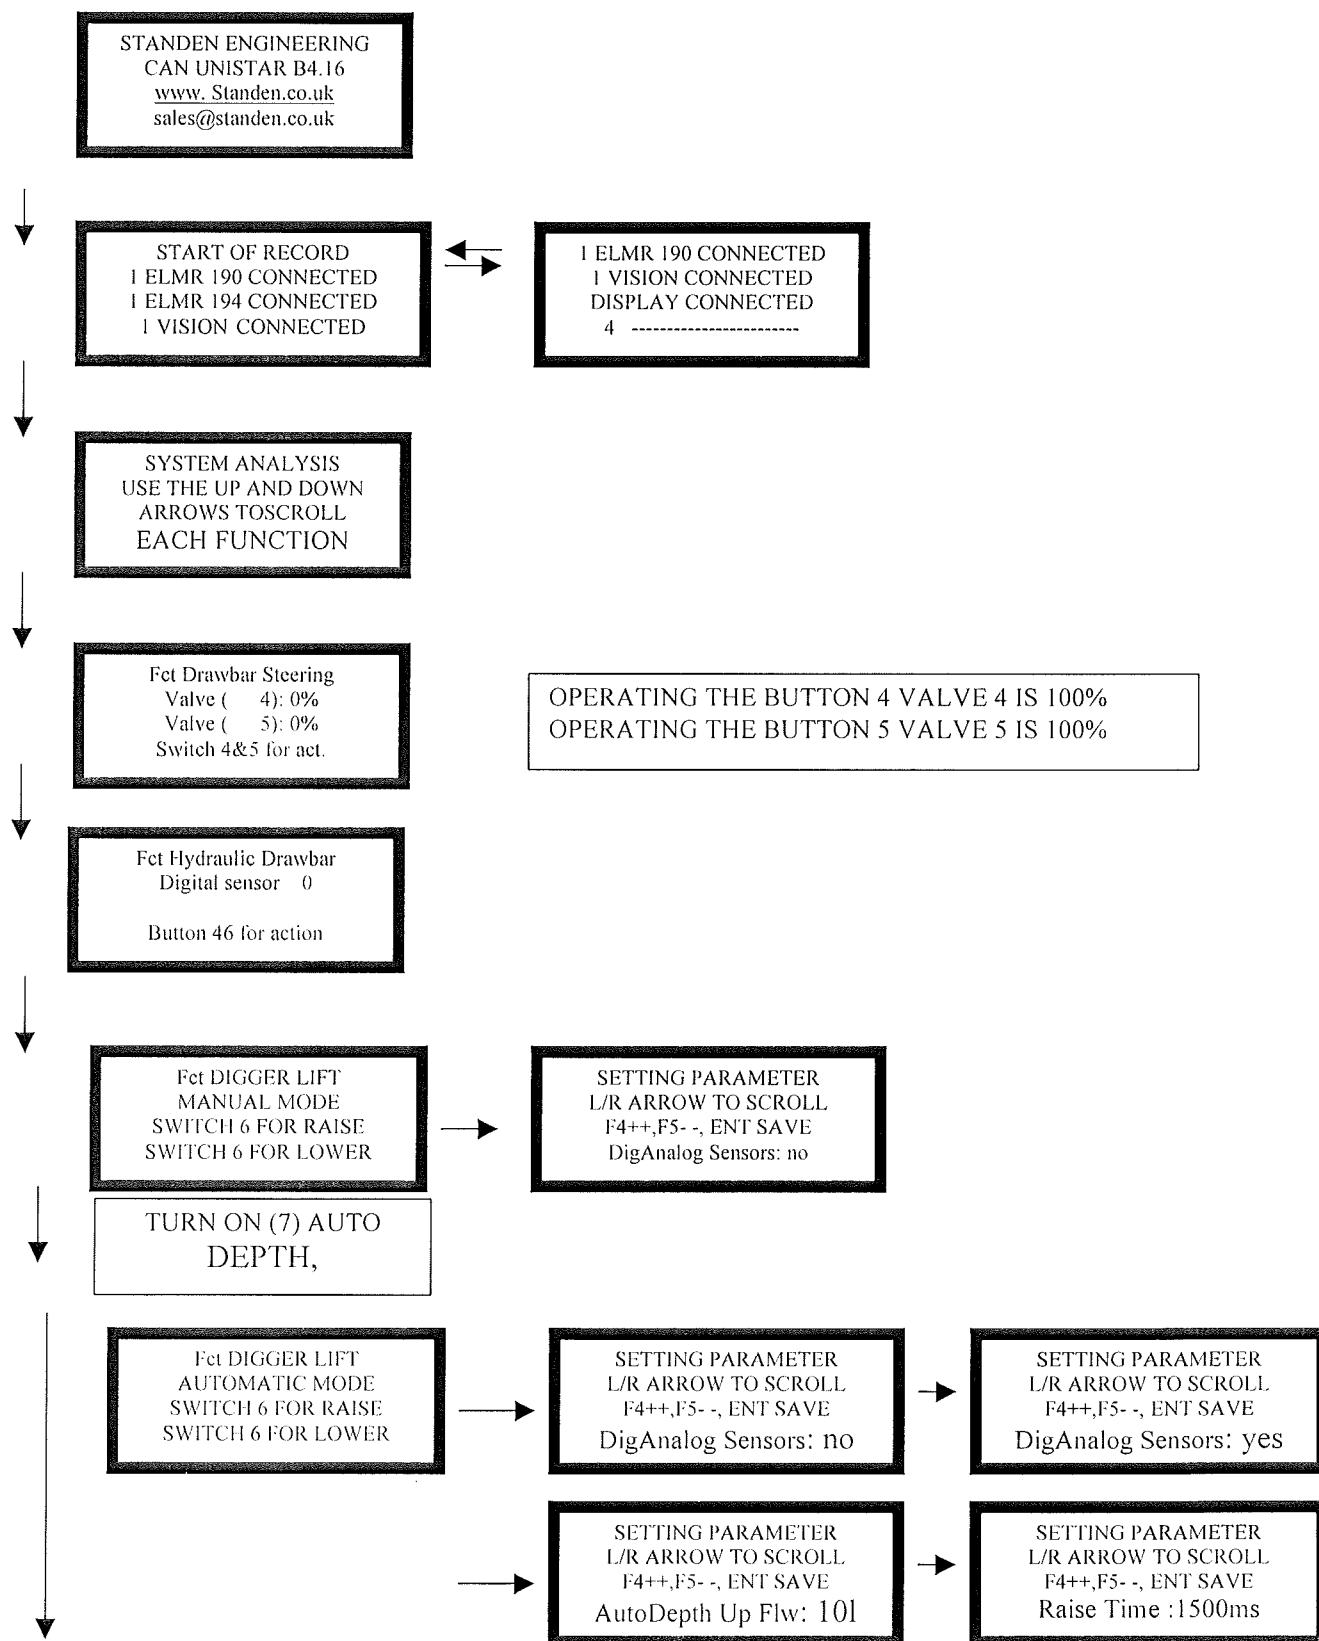 STANDEN ENGINEERING
CAN UNISTAR B4.16
www. Standen.co.uk
sales@standen.co.uk
START OF RECORD
1 ELMR 190 CONNECTED
1 ELMR 194 CONNECTED
1 VISION CONNECTED
1 ELMR 190 CONNECTED
1 VISION CONNECTED
DISPLAY CONNECTED
4 ------------------------
SYSTEM ANALYSIS
USE THE UP AND DOWN
ARROWS TOSCROLL
EACH FUNCTION
Fct Drawbar Steering
Valve ( 4): 0%
Valve ( 5): 0%
Switch 4&5 for act.
OPERATING THE BUTTON 4 VALVE 4 IS 100%
OPERATING THE BUTTON 5 VALVE 5 IS 100%
Fct Hydraulic Drawbar
Digital sensor 0
Button 46 for action
Fct DIGGER LIFT
MANUAL MODE
SWITCH 6 FOR RAISE
SWITCH 6 FOR LOWER
SETTING PARAMETER
L/R ARROW TO SCROLL
F4++,F5- -, ENT SAVE
DigAnalog Sensors: no
TURN ON (7) AUTO
DEPTH,
Fct DIGGER LIFT
AUTOMATIC MODE
SWITCH 6 FOR RAISE
SWITCH 6 FOR LOWER
SETTING PARAMETER
L/R ARROW TO SCROLL
F4++,F5- -, ENT SAVE
DigAnalog Sensors: no
SETTING PARAMETER
L/R ARROW TO SCROLL
F4++,F5- -, ENT SAVE
DigAnalog Sensors: yes
SETTING PARAMETER
L/R ARROW TO SCROLL
F4++,F5- -, ENT SAVE
AutoDepth Up Flw: 10l
SETTING PARAMETER
L/R ARROW TO SCROLL
F4++,F5- -, ENT SAVE
Raise Time :1500ms